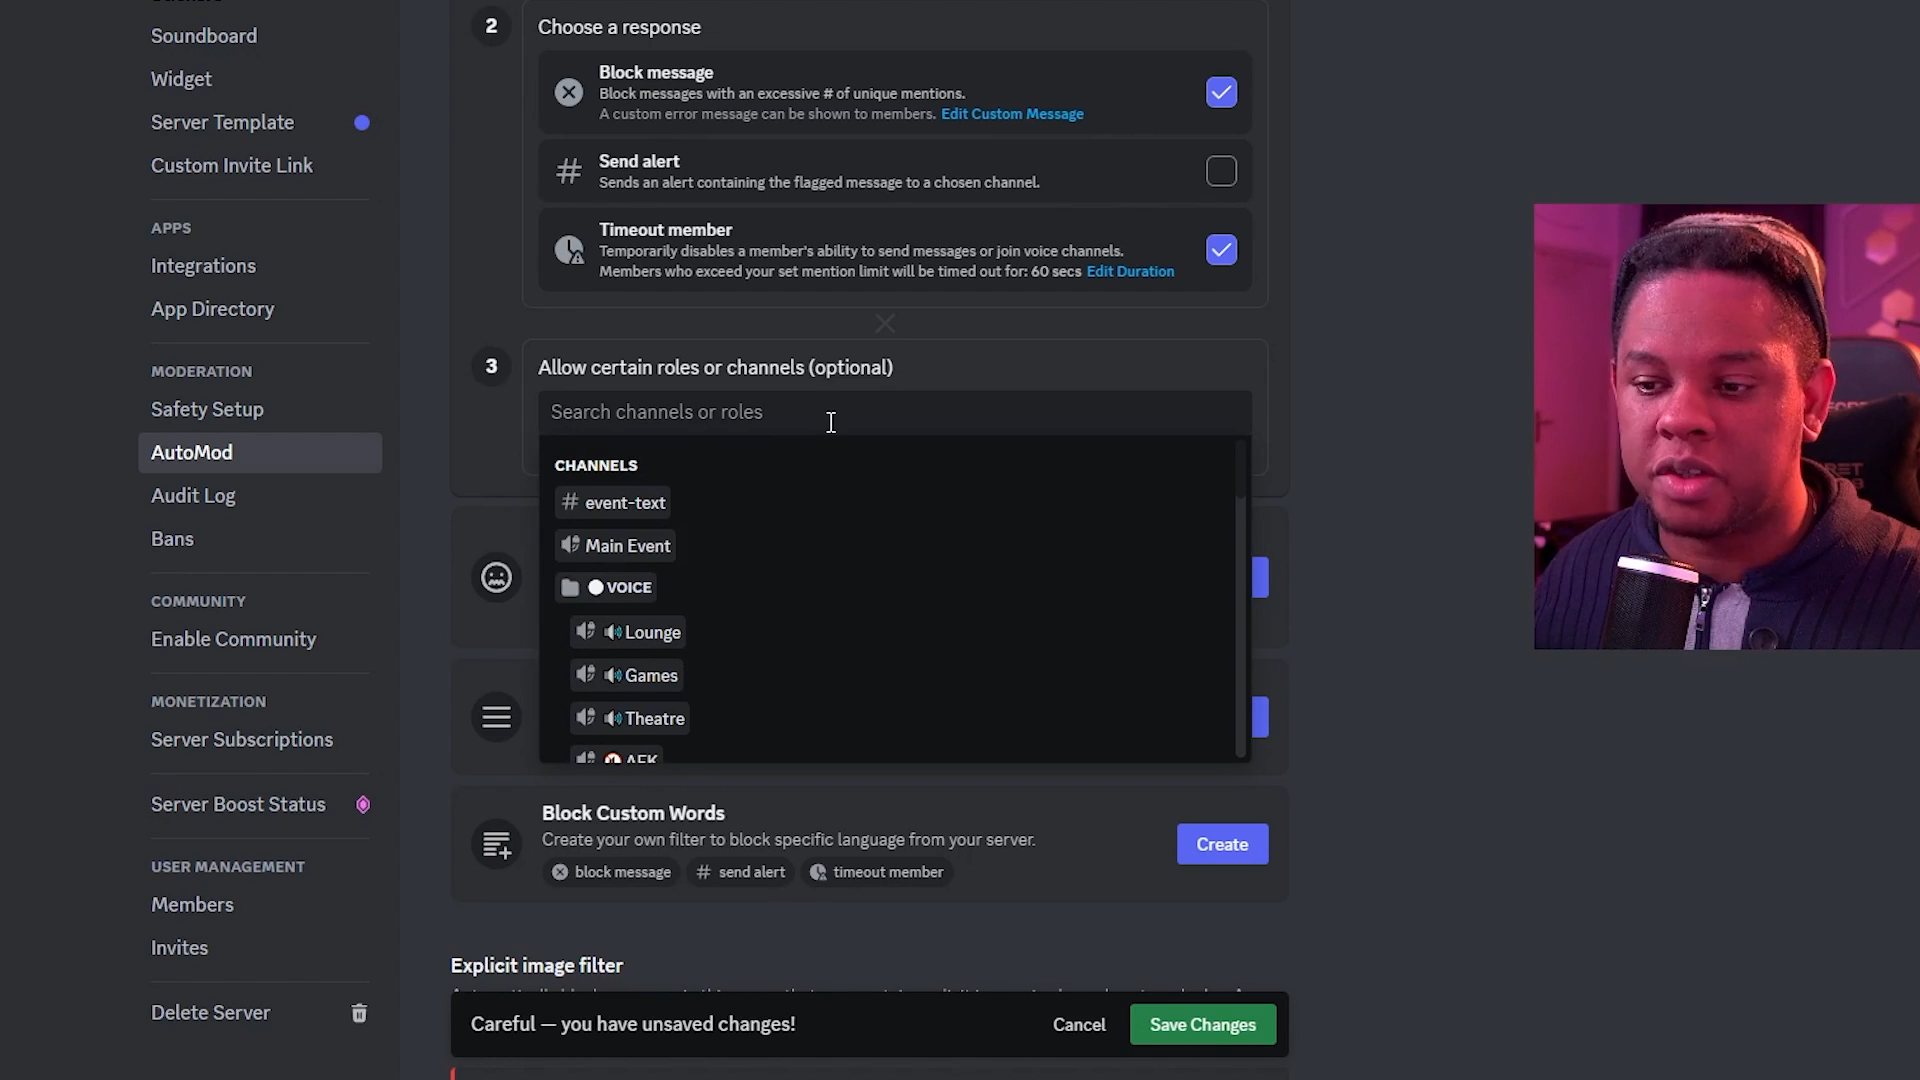 Soundboard
Widget
Server Template
Custom Invite Link
APPS
Integrations
App Directory
MODERATION
Safety Setup
AutoMod
Audit Log
Bans
COMMUNITY
Enable Community
MONETIZATION
Server Subscriptions
Server Boost Status
USER MANAGEMENT
Members
Invites
Delete Server
2
Choose a response
Block message
Block messages with an excessive # of unique mentions.
A custom error message can be shown to members. Edit Custom Message
Send alert
Sends an alert containing the flagged message to a chosen channel.
Timeout member
Temporarily disables a member's ability to send messages or join voice channels.
Members who exceed your set mention limit will be timed out for: 60 secs Edit Duration
3
Allow certain roles or channels (optional)
Search channels or roles
CHANNELS
# event-text
Main Event
VOICE
Lounge
Games
Theatre
AFK
Block Custom Words
Create your own filter to block specific language from your server.
block message # send alert timeout member
Create
Explicit image filter
Careful — you have unsaved changes!
Cancel
Save Changes